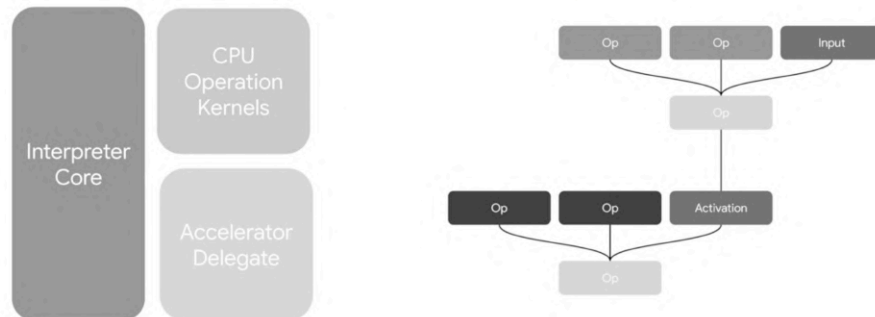 Interpreter
Core
CPU
Operation
Kernels
Accelerator
Delegate
Op
Op
Input
Op
Op
Op
Activation
Op